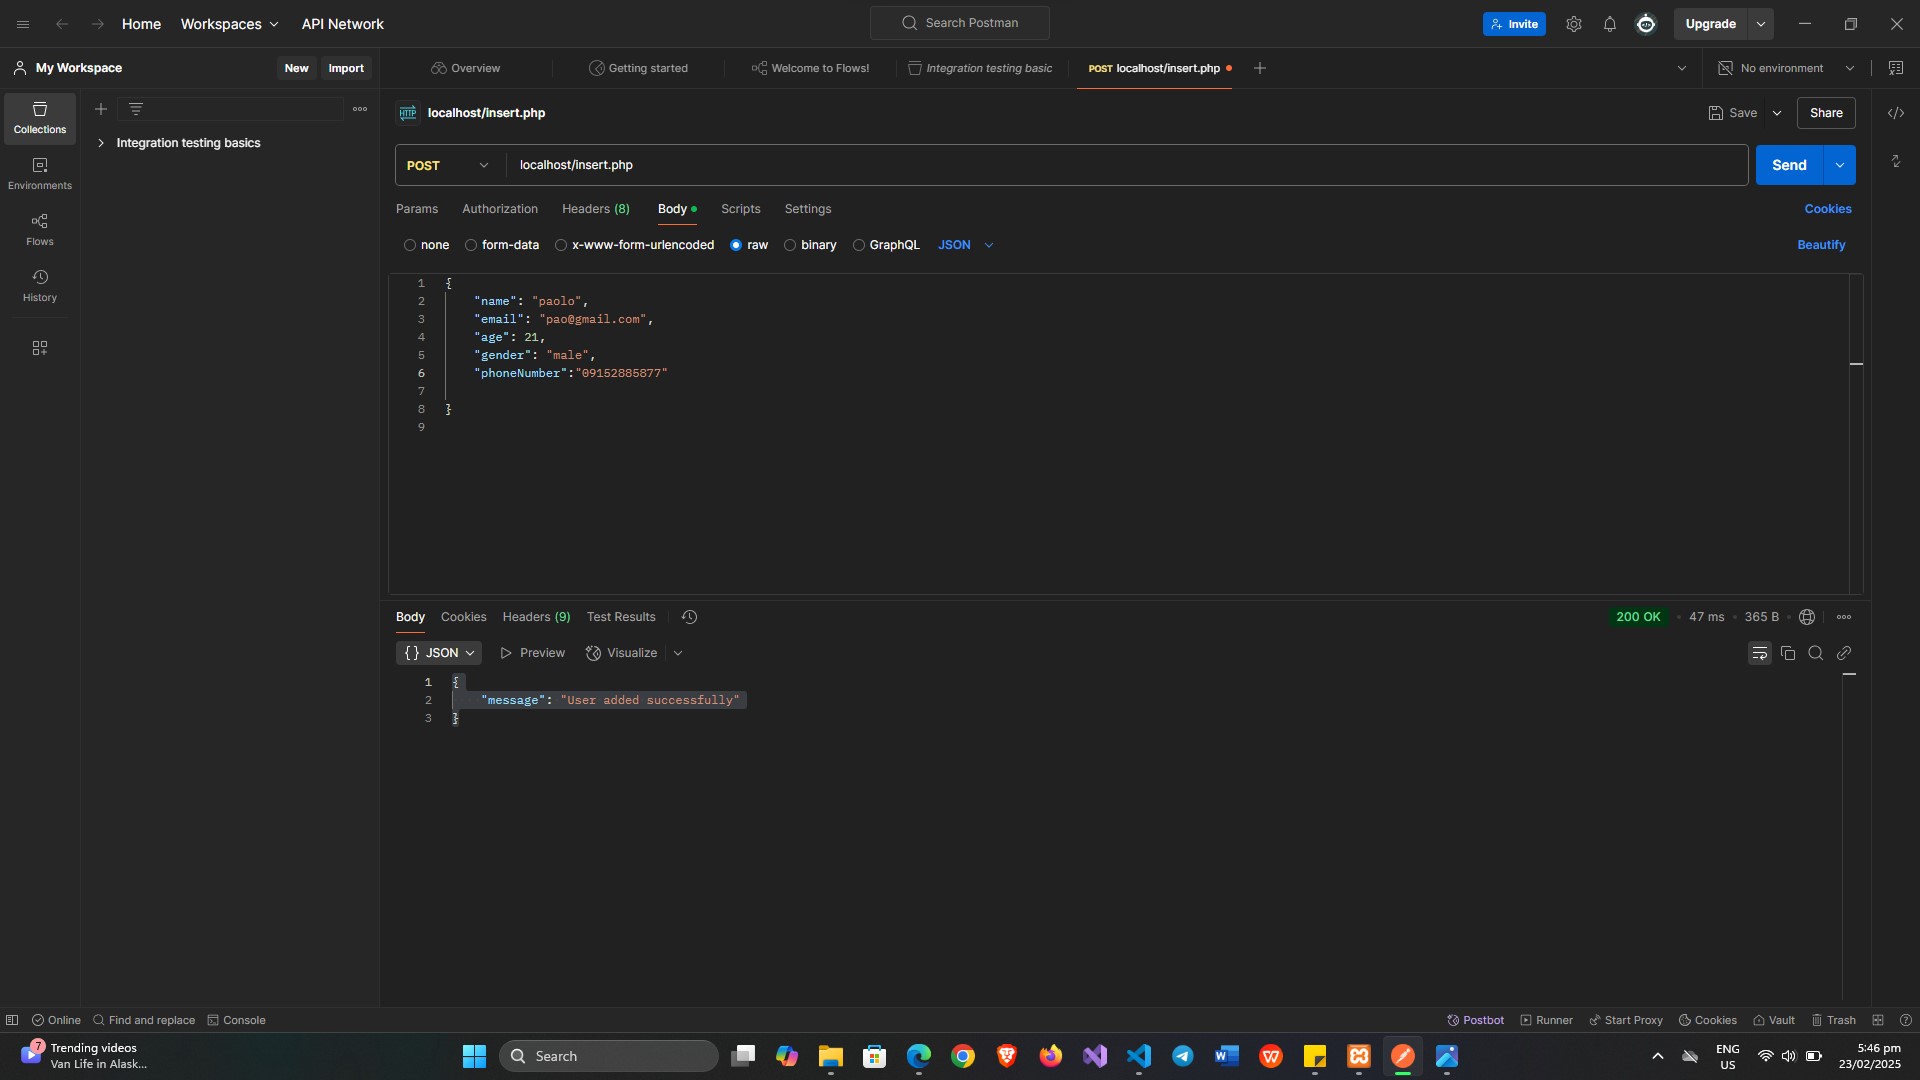 Home
Workspaces
API Network
Search Postman
Invite
Upgrade
My Workspace
New
Import
Overview
Getting started
Welcome to Flows!
Integration testing basic
POST localhost/insert.php
No environment
Collections
Environments
Flows
History
Integration testing basics
HTTP
localhost/insert.php
Save
Share
POST
localhost/insert.php
Send
Params
Authorization
Headers (8)
Body
Scripts
Settings
Cookies
none
form-data
x-www-form-urlencoded
raw
binary
GraphQL
JSON
Beautify
1 {
2 "name": "paolo",
3 "email": "pao@gmail.com",
4 "age": 21,
5 "gender": "male",
6 "phoneNumber":"09152885877"
7
8 }
9
Body
Cookies
Headers (9)
Test Results
200 OK
47 ms
365 B
{} JSON
Preview
Visualize
1 {
2 "message": "User added successfully"
3 }
Online
Find and replace
Console
Postbot
Runner
Start Proxy
Cookies
Vault
Trash
7
Trending videos
Van Life in Alask...
Search
ENG
US
5:46 pm
23/02/2025